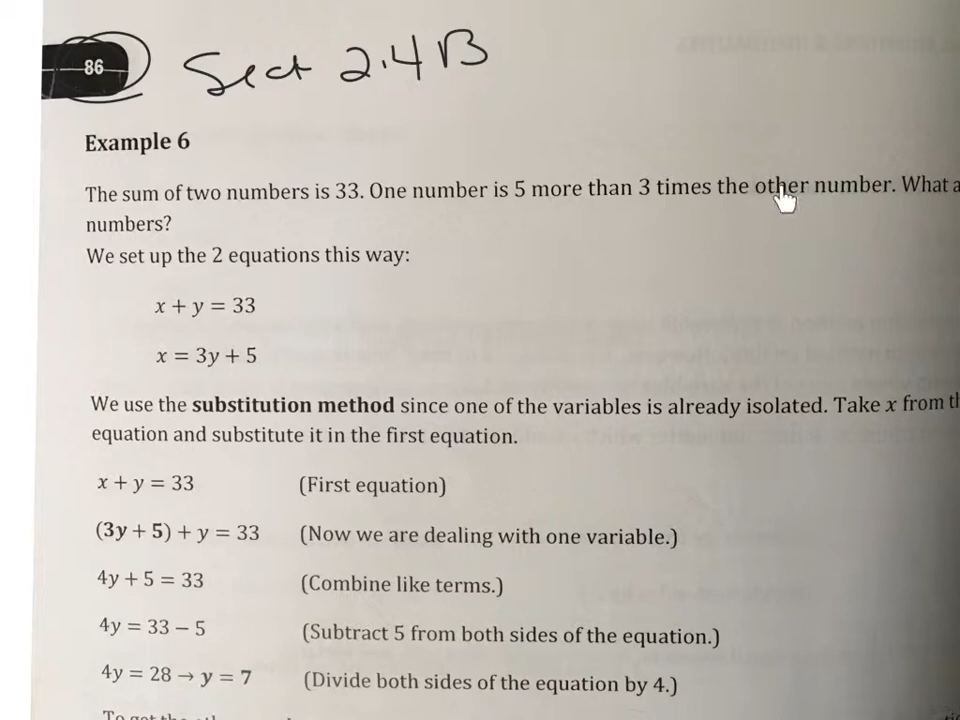 86 Sect 2.4 B
Example 6
The sum of two numbers is 33. One number is 5 more than 3 times the other number. What
numbers?
We set up the 2 equations this way:
x + y = 33
x = 3y + 5
We use the substitution method since one of the variables is already isolated. Take x from
equation and substitute it in the first equation.
x + y = 33 (First equation)
(3y + 5) + y = 33 (Now we are dealing with one variable.)
4y + 5 = 33 (Combine like terms.)
4y = 33 − 5 (Subtract 5 from both sides of the equation.)
4y = 28 → y = 7 (Divide both sides of the equation by 4.)